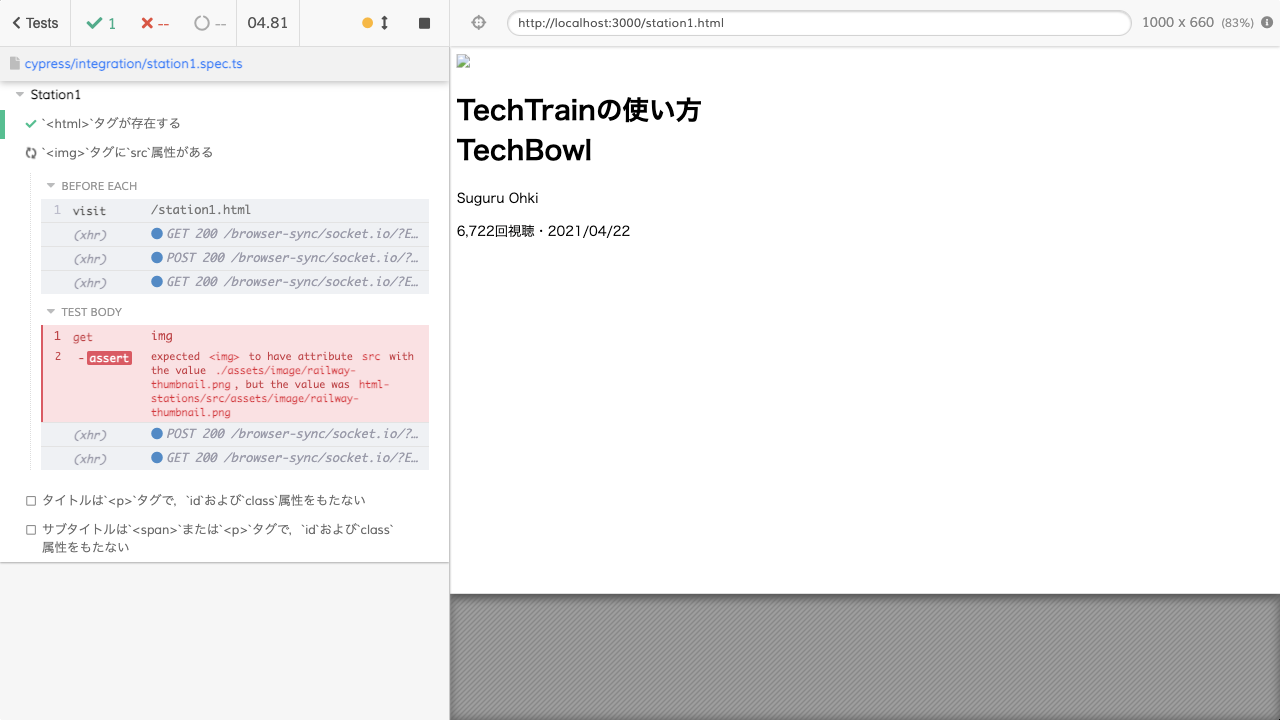 Tests
1
--
--
04.81
http://localhost:3000/station1.html
1000 x 660 (83%)
cypress/integration/station1.spec.ts
Station1
`<html>`タグが存在する
`<img>`タグに`src`属性がある
BEFORE EACH
1 visit /station1.html
(xhr) GET 200 /browser-sync/socket.io/?E…
(xhr) POST 200 /browser-sync/socket.io/?…
(xhr) GET 200 /browser-sync/socket.io/?E…
TEST BODY
1 get img
2 -assert expected <img> to have attribute src with
the value ./assets/image/railway-
thumbnail.png, but the value was html-
stations/src/assets/image/railway-
thumbnail.png
(xhr) POST 200 /browser-sync/socket.io/?…
(xhr) GET 200 /browser-sync/socket.io/?E…
タイトルは`<p>`タグで，`id`および`class`属性をもたない
サブタイトルは`<span>`または`<p>`タグで，`id`および`class`
属性をもたない
TechTrainの使い方
TechBowl
Suguru Ohki
6,722回視聴・2021/04/22